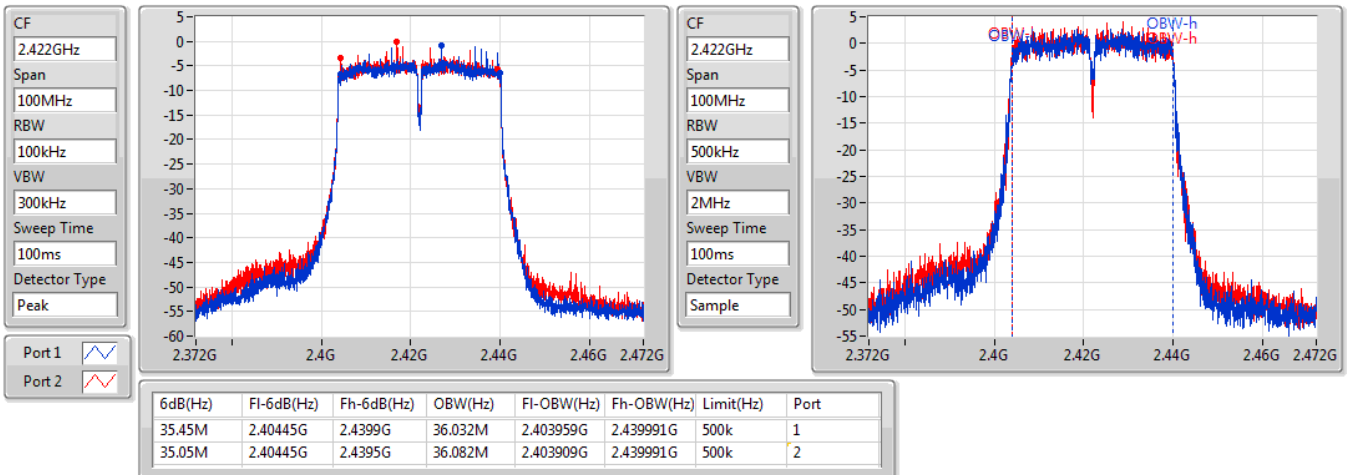 CF
2.422GHz
Span
100MHz
RBW
100kHz
VBW
300kHz
Sweep Time
100ms
Detector Type
Peak
Port 1
Port 2
5
0
-5
-10
-15
-20
-25
-30
-35
-40
-45
-50
-55
-60
2.372G 2.4G 2.42G 2.44G 2.46G 2.472G
CF
2.422GHz
Span
100MHz
RBW
500kHz
VBW
2MHz
Sweep Time
100ms
Detector Type
Sample
OBW-h
OBW-h
5
0
-5
-10
-15
-20
-25
-30
-35
-40
-45
-50
-55
2.372G 2.4G 2.42G 2.44G 2.46G 2.472G
6dB(Hz) Fl-6dB(Hz) Fh-6dB(Hz) OBW(Hz) Fl-OBW(Hz) Fh-OBW(Hz) Limit(Hz) Port
35.45M 2.40445G 2.4399G 36.032M 2.403959G 2.439991G 500k 1
35.05M 2.40445G 2.4395G 36.082M 2.403909G 2.439991G 500k 2